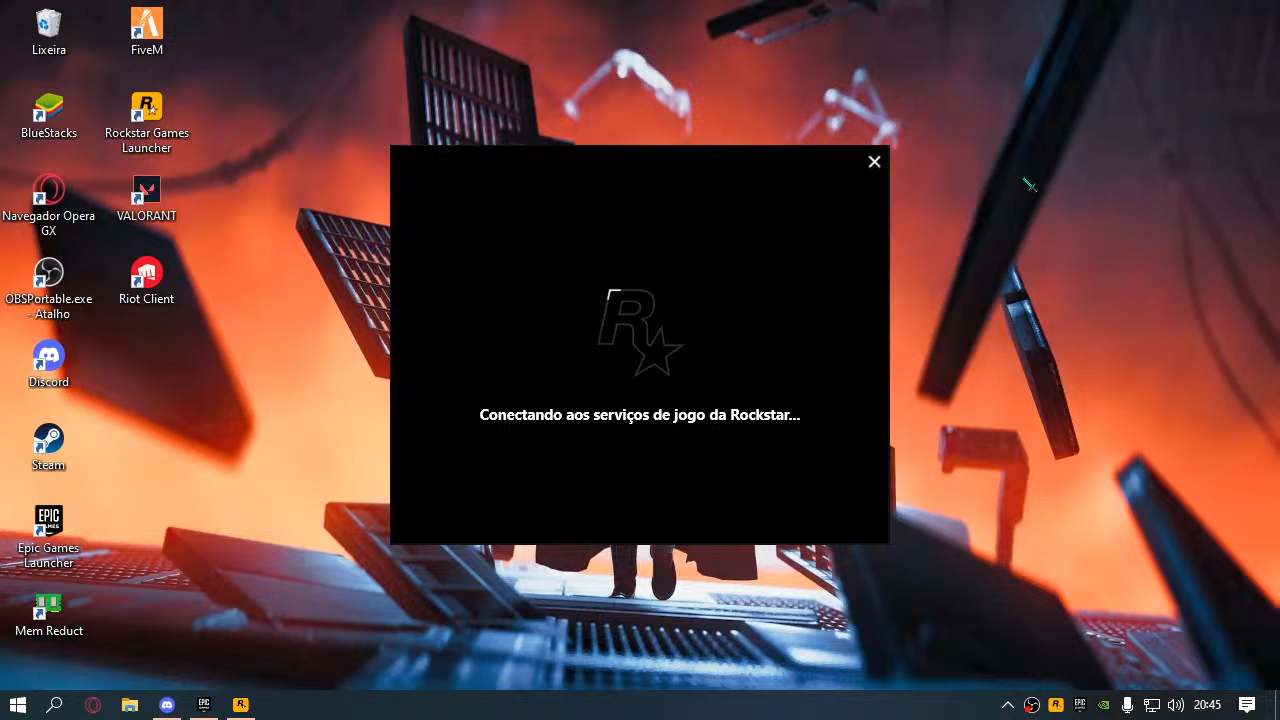 Lixeira
FiveM
BlueStacks
Rockstar Games
Launcher
Navegador Opera
GX
VALORANT
OBSPortable.exe
- Atalho
Riot Client
Discord
Steam
EPIC
GAMES
Epic Games
Launcher
Mem Reduct
Conectando aos serviços de jogo da Rockstar...
20:45